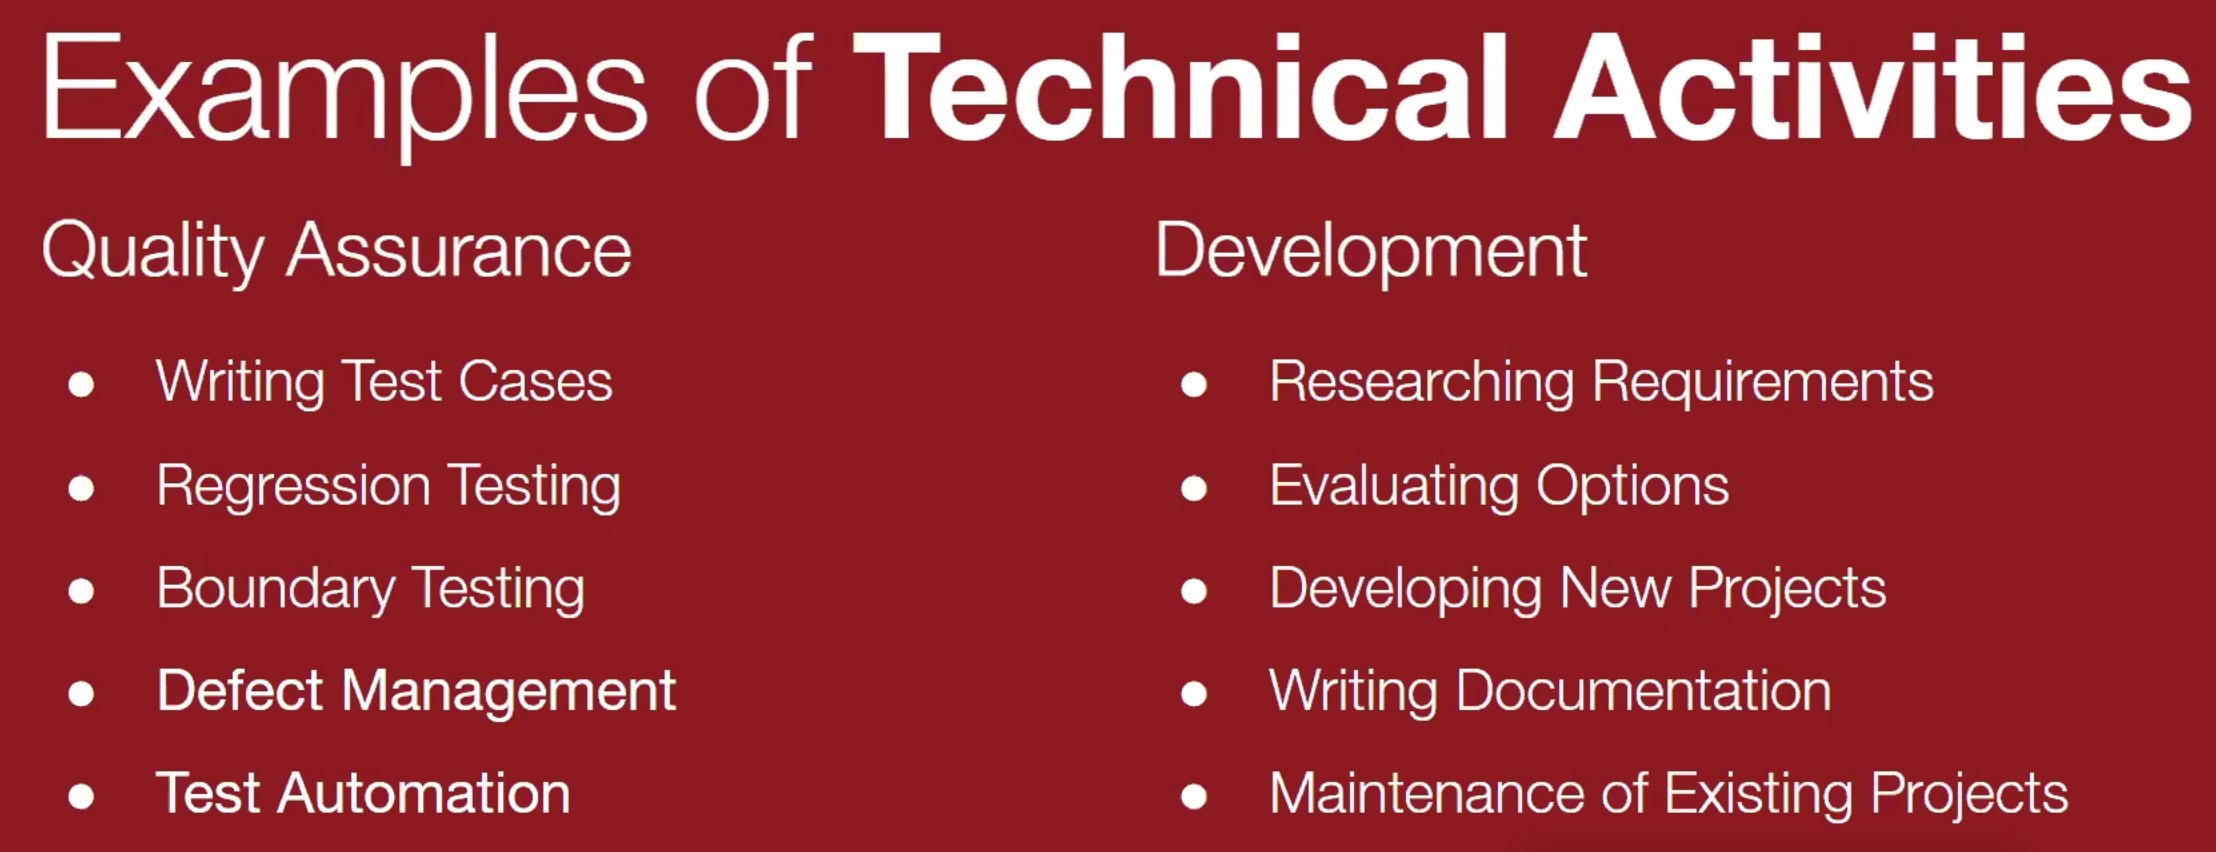 Examples of Technical Activities
Quality Assurance
● Writing Test Cases
● Regression Testing
● Boundary Testing
● Defect Management
● Test Automation
Development
● Researching Requirements
● Evaluating Options
● Developing New Projects
● Writing Documentation
● Maintenance of Existing Projects